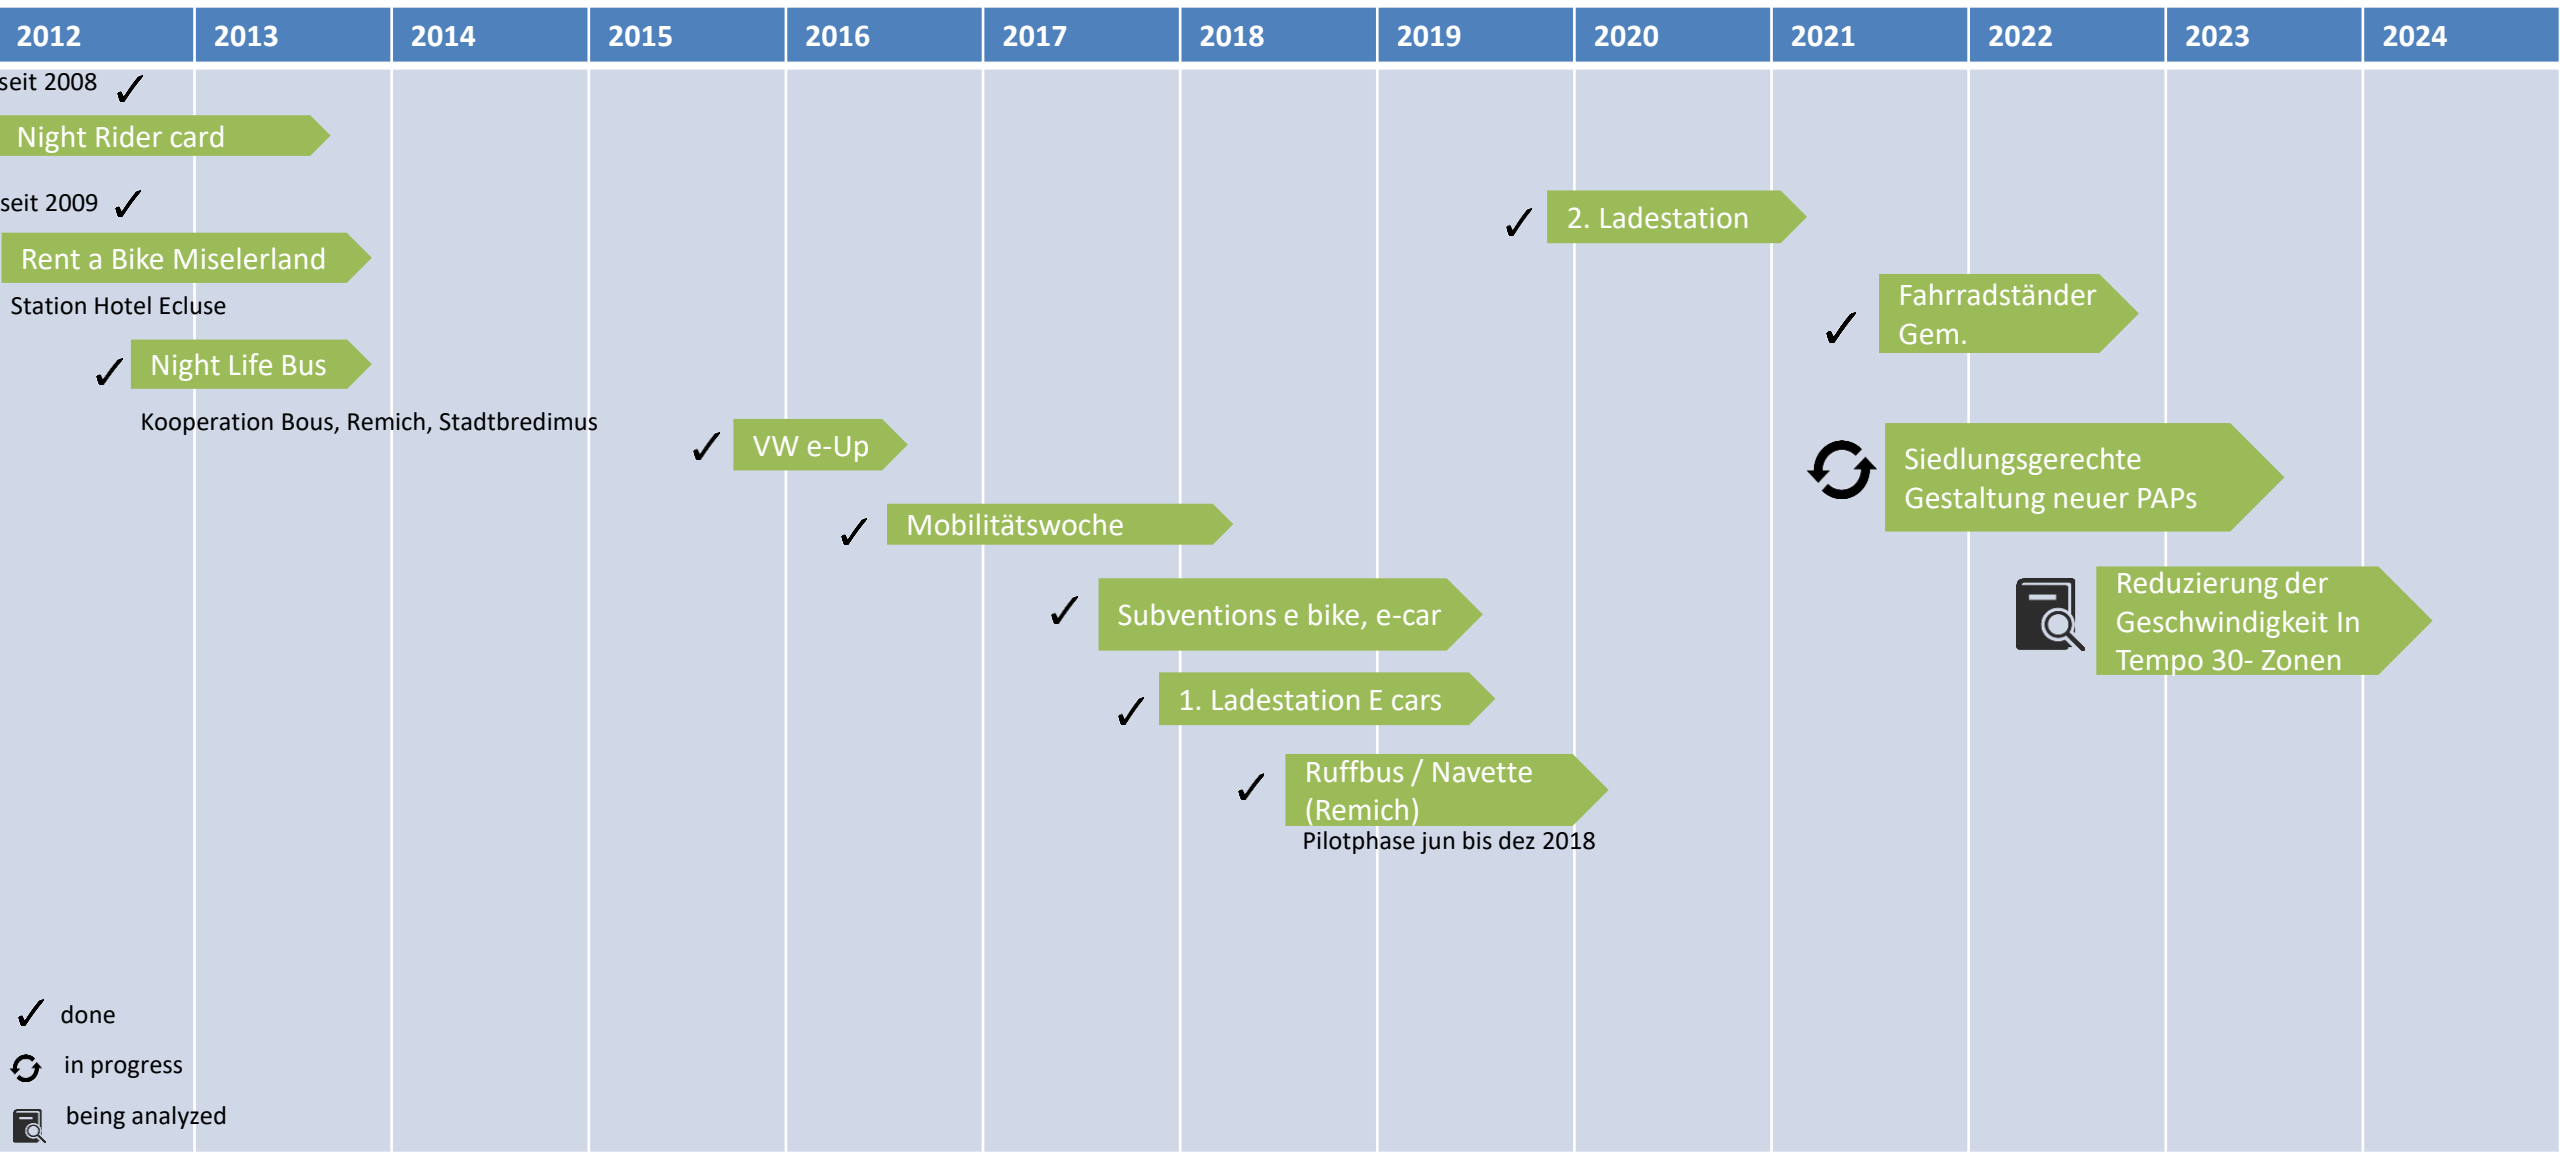 2012 2013 2014 2015 2016 2017 2018 2019 2020 2021 2022 2023 2024
seit 2008
Night Rider card
seit 2009
2. Ladestation
Rent a Bike Miselerland
Station Hotel Ecluse
Fahrradständer
Gem.
Night Life Bus
Kooperation Bous, Remich, Stadtbredimus
VW e-Up
Siedlungsgerechte
Gestaltung neuer PAPs
Mobilitätswoche
Reduzierung der
Geschwindigkeit In
Tempo 30- Zonen
Subventions e bike, e-car
1. Ladestation E cars
Ruffbus / Navette
(Remich)
Pilotphase jun bis dez 2018
done
in progress
being analyzed